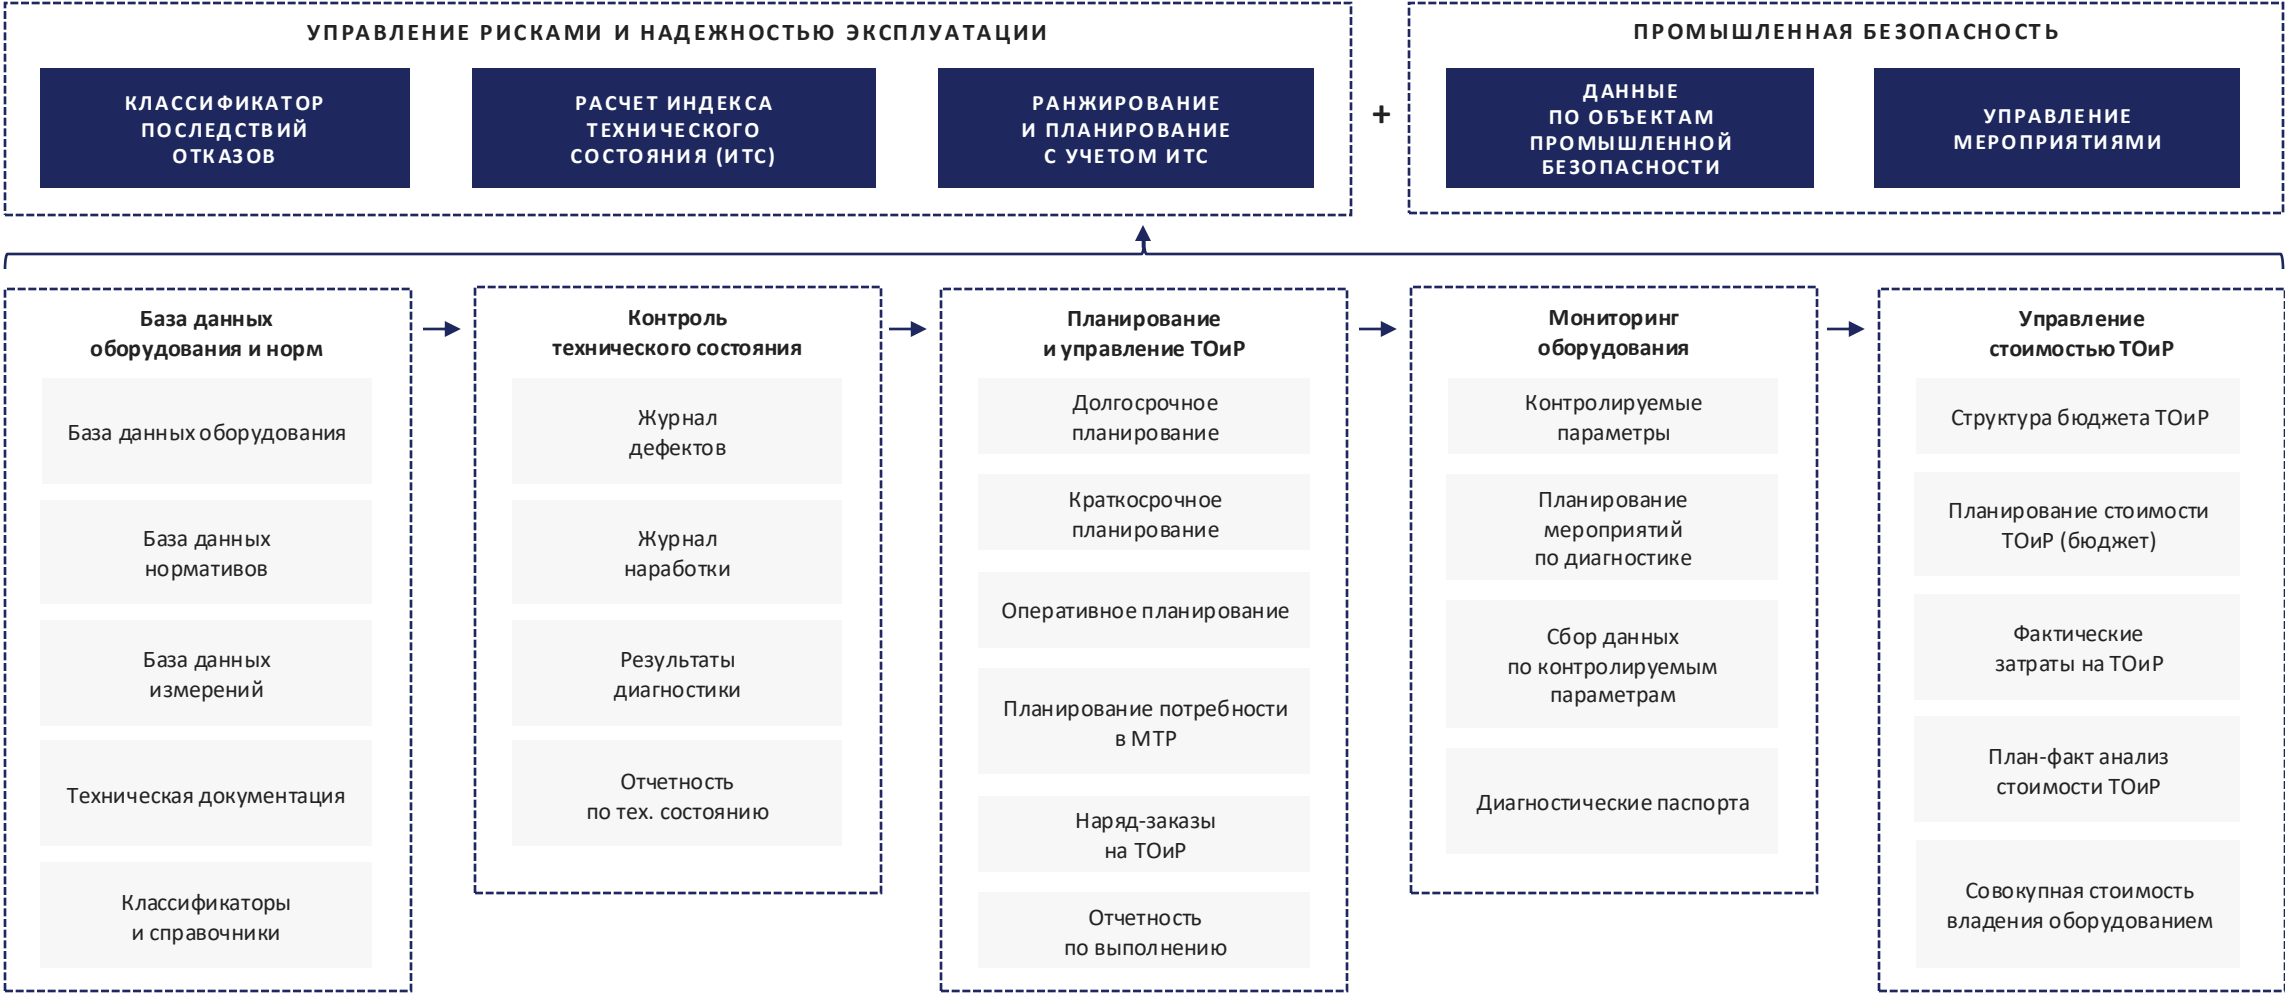 УПРАВЛЕНИЕ РИСКАМИ И НАДЕЖНОСТЬЮ ЭКСПЛУАТАЦИИ
КЛАССИФИКАТОР
ПОСЛЕДСТВИЙ
ОТКАЗОВ
РАСЧЕТ ИНДЕКСА
ТЕХНИЧЕСКОГО
СОСТОЯНИЯ (ИТС)
РАНЖИРОВАНИЕ
И ПЛАНИРОВАНИЕ
С УЧЕТОМ ИТС
+
ПРОМЫШЛЕННАЯ БЕЗОПАСНОСТЬ
ДАННЫЕ
ПО ОБЪЕКТАМ
ПРОМЫШЛЕННОЙ
БЕЗОПАСНОСТИ
УПРАВЛЕНИЕ
МЕРОПРИЯТИЯМИ
База данных
оборудования и норм
База данных оборудования
База данных
нормативов
База данных
измерений
Техническая документация
Классификаторы
и справочники
Контроль
технического состояния
Журнал
дефектов
Журнал
наработки
Результаты
диагностики
Отчетность
по тех. состоянию
Планирование
и управление ТОиР
Долгосрочное
планирование
Краткосрочное
планирование
Оперативное планирование
Планирование потребности
в МТР
Наряд-заказы
на ТОиР
Отчетность
по выполнению
Мониторинг
оборудования
Контролируемые
параметры
Планирование
мероприятий
по диагностике
Сбор данных
по контролируемым
параметрам
Диагностические паспорта
Управление
стоимостью ТОиР
Структура бюджета ТОиР
Планирование стоимости
ТОиР (бюджет)
Фактические
затраты на ТОиР
План-факт анализ
стоимости ТОиР
Совокупная стоимость
владения оборудованием